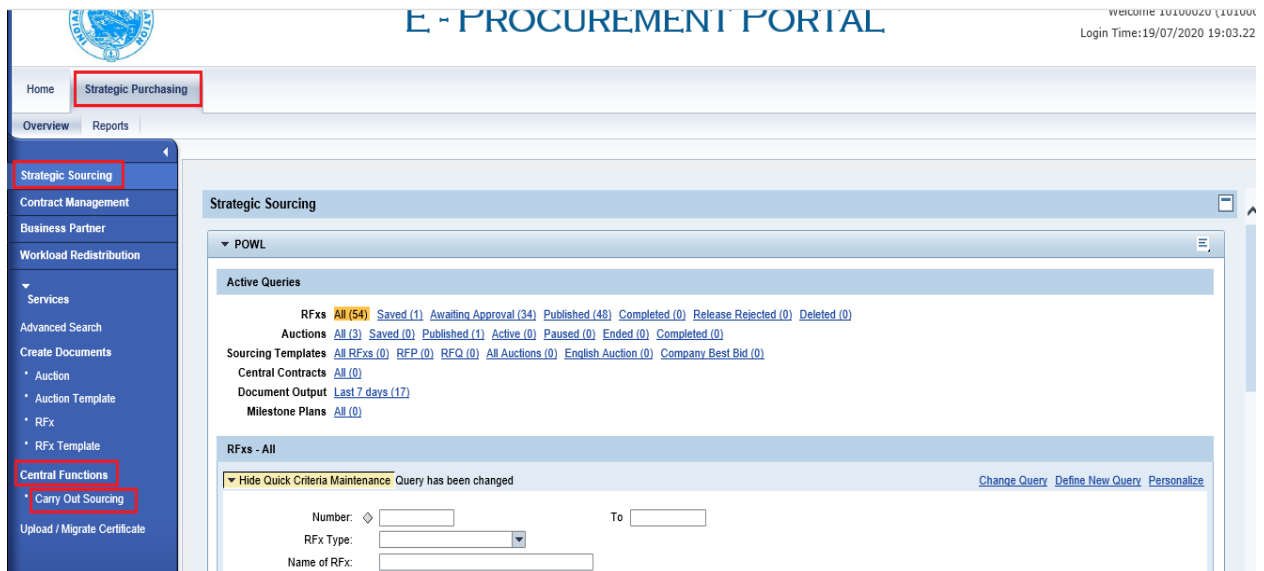 E - PROCUREMENT PORTAL
Welcome 10100020 (10100
Login Time:19/07/2020 19:03.22
Home Strategic Purchasing
Overview Reports
Strategic Sourcing
Contract Management
Business Partner
Workload Redistribution
Services
Advanced Search
Create Documents
Auction
Auction Template
RFx
RFx Template
Central Functions
Carry Out Sourcing
Upload / Migrate Certificate
Strategic Sourcing
POWL
Active Queries
RFxs All (54) Saved (1) Awaiting Approval (34) Published (48) Completed (0) Release Rejected (0) Deleted (0)
Auctions All (3) Saved (0) Published (1) Active (0) Paused (0) Ended (0) Completed (0)
Sourcing Templates All RFxs (0) RFP (0) RFQ (0) All Auctions (0) English Auction (0) Company Best Bid (0)
Central Contracts All (0)
Document Output Last 7 days (17)
Milestone Plans All (0)
RFxs - All
Hide Quick Criteria Maintenance Query has been changed Change Query Define New Query Personalize
Number: To
RFx Type:
Name of RFx: